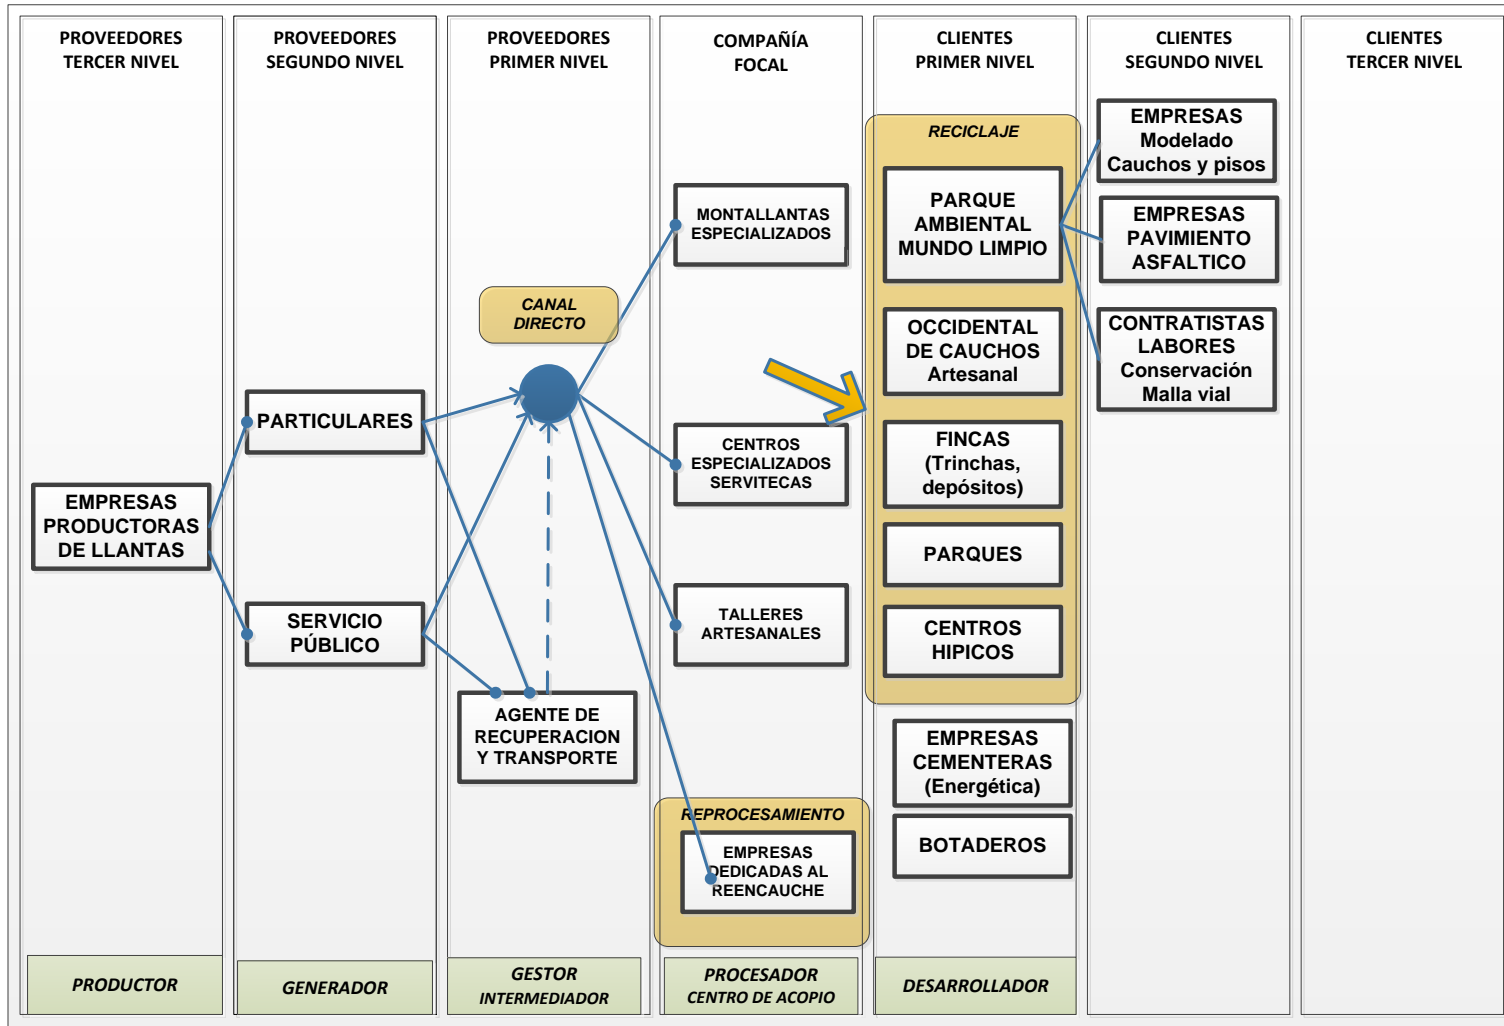 PROVEEDORES
TERCER NIVEL
PROVEEDORES
SEGUNDO NIVEL
PROVEEDORES
PRIMER NIVEL
COMPAÑÍA
FOCAL
CLIENTES
PRIMER NIVEL
CLIENTES
SEGUNDO NIVEL
CLIENTES
TERCER NIVEL
EMPRESAS
PRODUCTORAS
DE LLANTAS
PARTICULARES
SERVICIO
PÚBLICO
CANAL
DIRECTO
AGENTE DE
RECUPERACION
Y TRANSPORTE
MONTALLANTAS
ESPECIALIZADOS
CENTROS
ESPECIALIZADOS
SERVITECAS
TALLERES
ARTESANALES
REPROCESAMIENTO
EMPRESAS
DEDICADAS AL
REENCAUCHE
RECICLAJE
PARQUE
AMBIENTAL
MUNDO LIMPIO
OCCIDENTAL
DE CAUCHOS
Artesanal
FINCAS
(Trinchas,
depósitos)
PARQUES
CENTROS
HIPICOS
EMPRESAS
CEMENTERAS
(Energética)
BOTADEROS
EMPRESAS
Modelado
Cauchos y pisos
EMPRESAS
PAVIMIENTO
ASFALTICO
CONTRATISTAS
LABORES
Conservación
Malla vial
PRODUCTOR
GENERADOR
GESTOR
INTERMEDIADOR
PROCESADOR
CENTRO DE ACOPIO
DESARROLLADOR